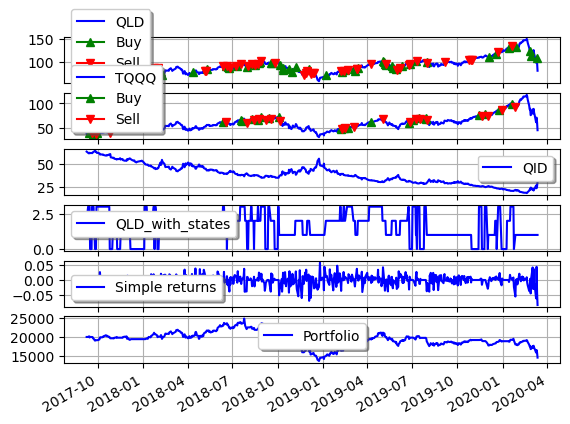 QLD
Buy
Sell
150
100
TQQQ
Buy
Sell
100
50
QID
50
25
QLD_with_states
2.5
0.0
Simple returns
0.05
0.00
−0.05
Portfolio
25000
20000
15000
2017-10
2018-01
2018-04
2018-07
2018-10
2019-01
2019-04
2019-07
2019-10
2020-01
2020-04